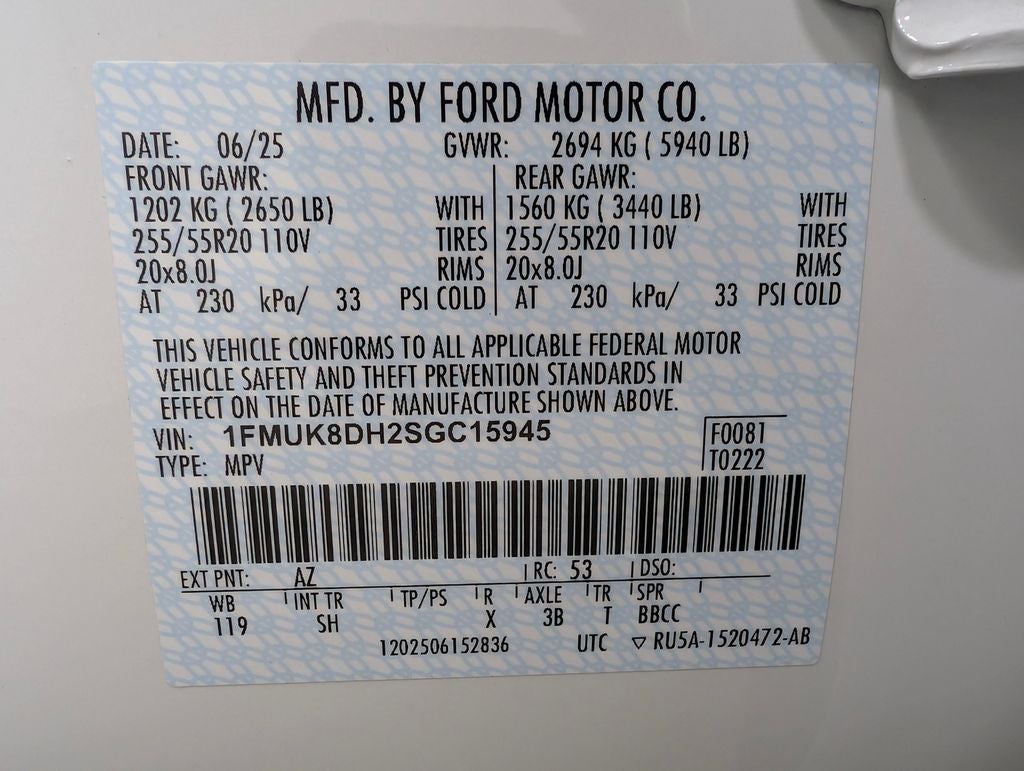 MFD. BY FORD MOTOR CO.
DATE: 06/25 GVWR: 2694 KG ( 5940 LB)
FRONT GAWR: REAR GAWR:
1202 KG ( 2650 LB) WITH 1560 KG ( 3440 LB) WITH
255/55R20 110V TIRES 255/55R20 110V TIRES
20x8.0J RIMS 20x8.0J RIMS
AT 230 kPa/ 33 PSI COLD AT 230 kPa/ 33 PSI COLD
THIS VEHICLE CONFORMS TO ALL APPLICABLE FEDERAL MOTOR
VEHICLE SAFETY AND THEFT PREVENTION STANDARDS IN
EFFECT ON THE DATE OF MANUFACTURE SHOWN ABOVE.
VIN: 1FMUK8DH2SGC15945 F0081
TYPE: MPV T0222
EXT PNT: AZ RC: 53 DSO:
WB INT TR TP/PS R AXLE TR SPR
119 SH X 3B T BBCC
1202506152836 UTC ▽ RU5A-1520472-AB